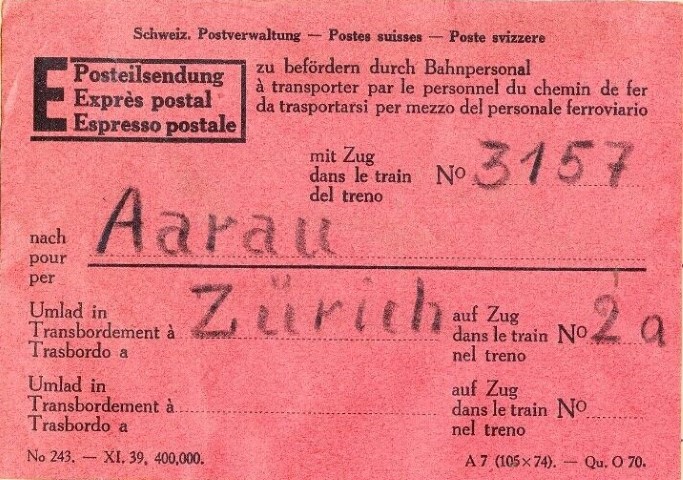 Schweiz. Postverwaltung — Postes suisses — Poste svizzere
E Posteilsendung
Exprès postal
Espresso postale
zu befördern durch Bahnpersonal
à transporter par le personnel du chemin de fer
da trasportarsi per mezzo del personale ferroviario
mit Zug
dans le train No 3157
del treno
nach
pour Aarau
per
Umlad in
Transbordement à Zürich
Trasbordo a
auf Zug
dans le train No 2a
nel treno
Umlad in
Transbordement à
Trasbordo a
auf Zug
dans le train No
nel treno
No 243. — XI. 39, 400,000.
A 7 (105×74). — Qu. O 70.